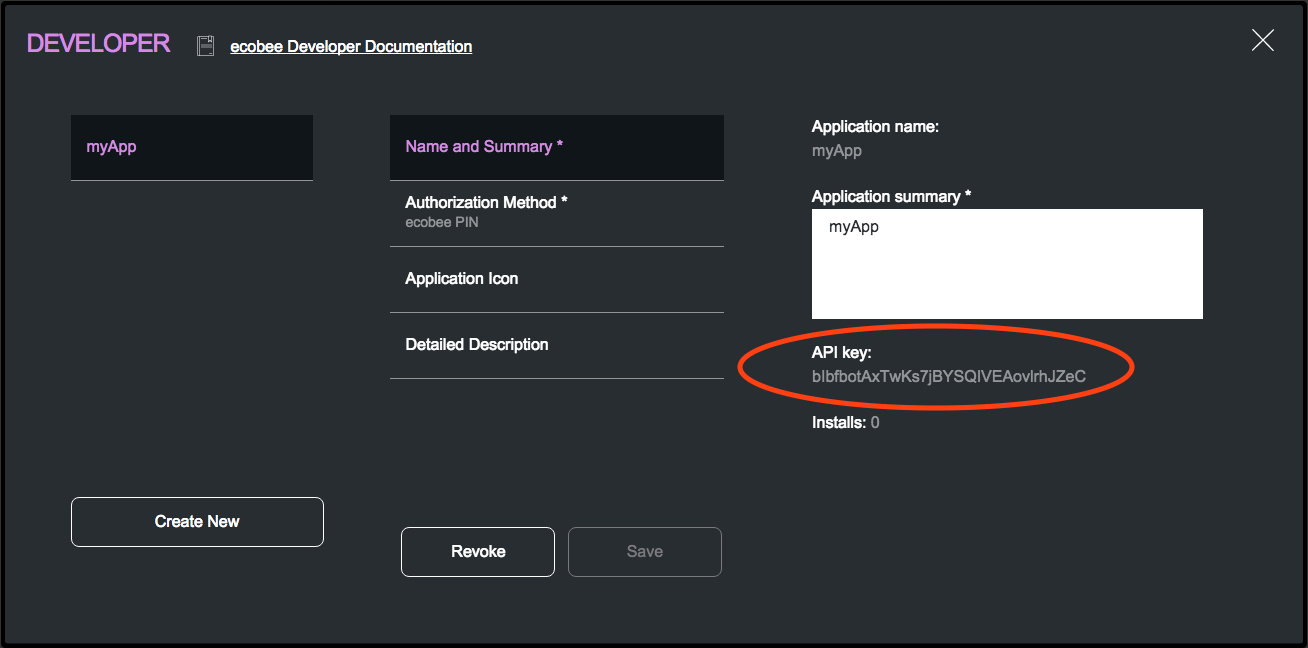 DEVELOPER
ecobee Developer Documentation
myApp
Create New
Name and Summary *
Authorization Method *
ecobee PIN
Application Icon
Detailed Description
Revoke
Save
Application name:
myApp
Application summary *
myApp
API key:
bIbfbotAxTwKs7jBYSQIVEAovIrhJZeC
Installs: 0